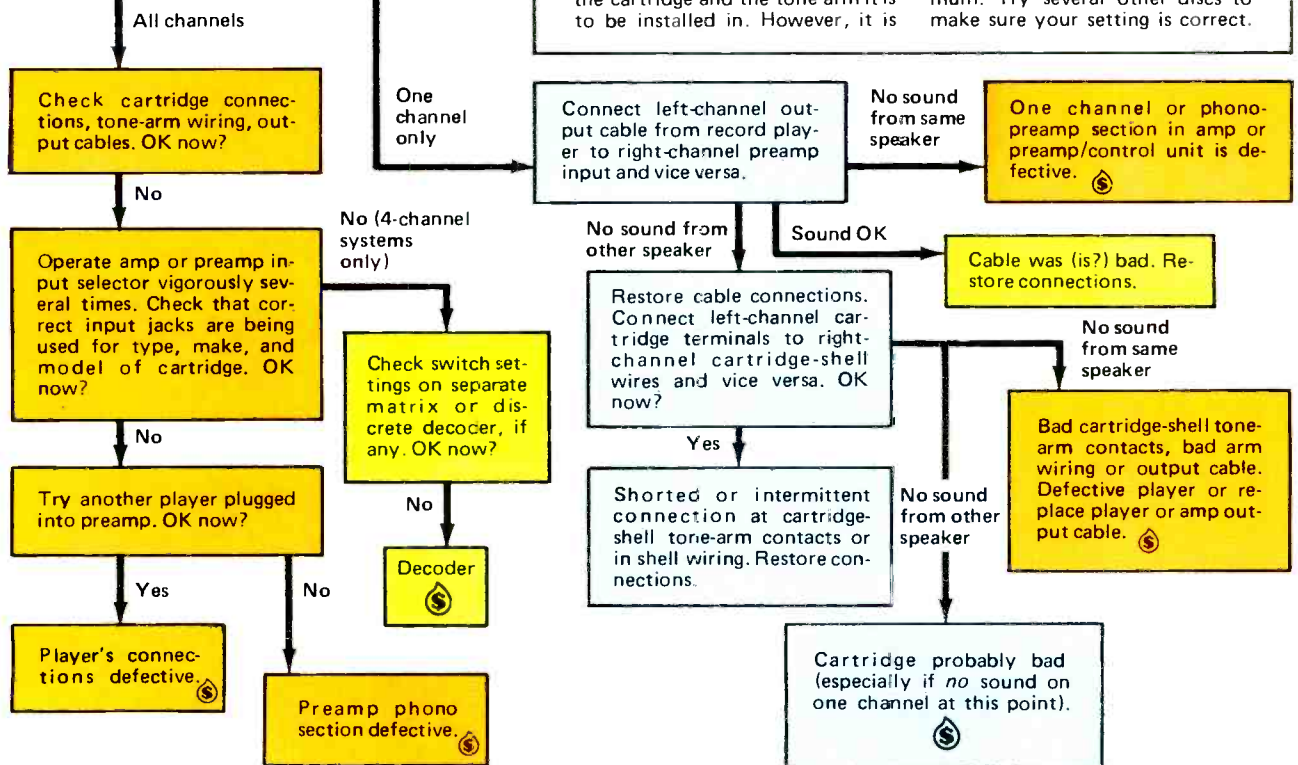 All channels
the cartridge and the tone arm it is
to be installed in. However, it is
mum. Try several other discs to
make sure your setting is correct.
Check cartridge connec-
tions, tone-arm wiring, out-
put cables. OK now?
One
channel
only
Connect left-channel out-
put cable from record play-
er to right-channel preamp
input and vice versa.
No sound
from same
speaker
One channel or phono-
preamp section in amp or
preamp/control unit is de-
fective.
$
No
No (4-channel
systems
only)
No sound from
other speaker
Sound OK
Cable was (is?) bad. Re-
store connections.
Operate amp or preamp in-
put selector vigorously sev-
eral times. Check that cor-
rect input jacks are being
used for type, make, and
model of cartridge. OK
now?
Restore cable connections.
Connect left-channel car-
tridge terminals to right-
channel cartridge-shell
wires and vice versa. OK
now?
No sound
from same
speaker
Check switch set-
tings on separate
matrix or dis-
crete decoder, if
any. OK now?
Bad cartridge-shell tone-
arm contacts, bad arm
wiring or output cable.
Defective player or re-
place player or amp out-
put cable.
$
No
Yes
Try another player plugged
into preamp. OK now?
No
Shorted or intermittent
connection at cartridge-
shell tone-arm contacts or
in shell wiring. Restore con-
nections.
No sound
from other
speaker
Decoder
$
Yes
No
Player's connec-
tions defective.
$
Preamp phono
section defective.
$
Cartridge probably bad
(especially if no sound on
one channel at this point).
$